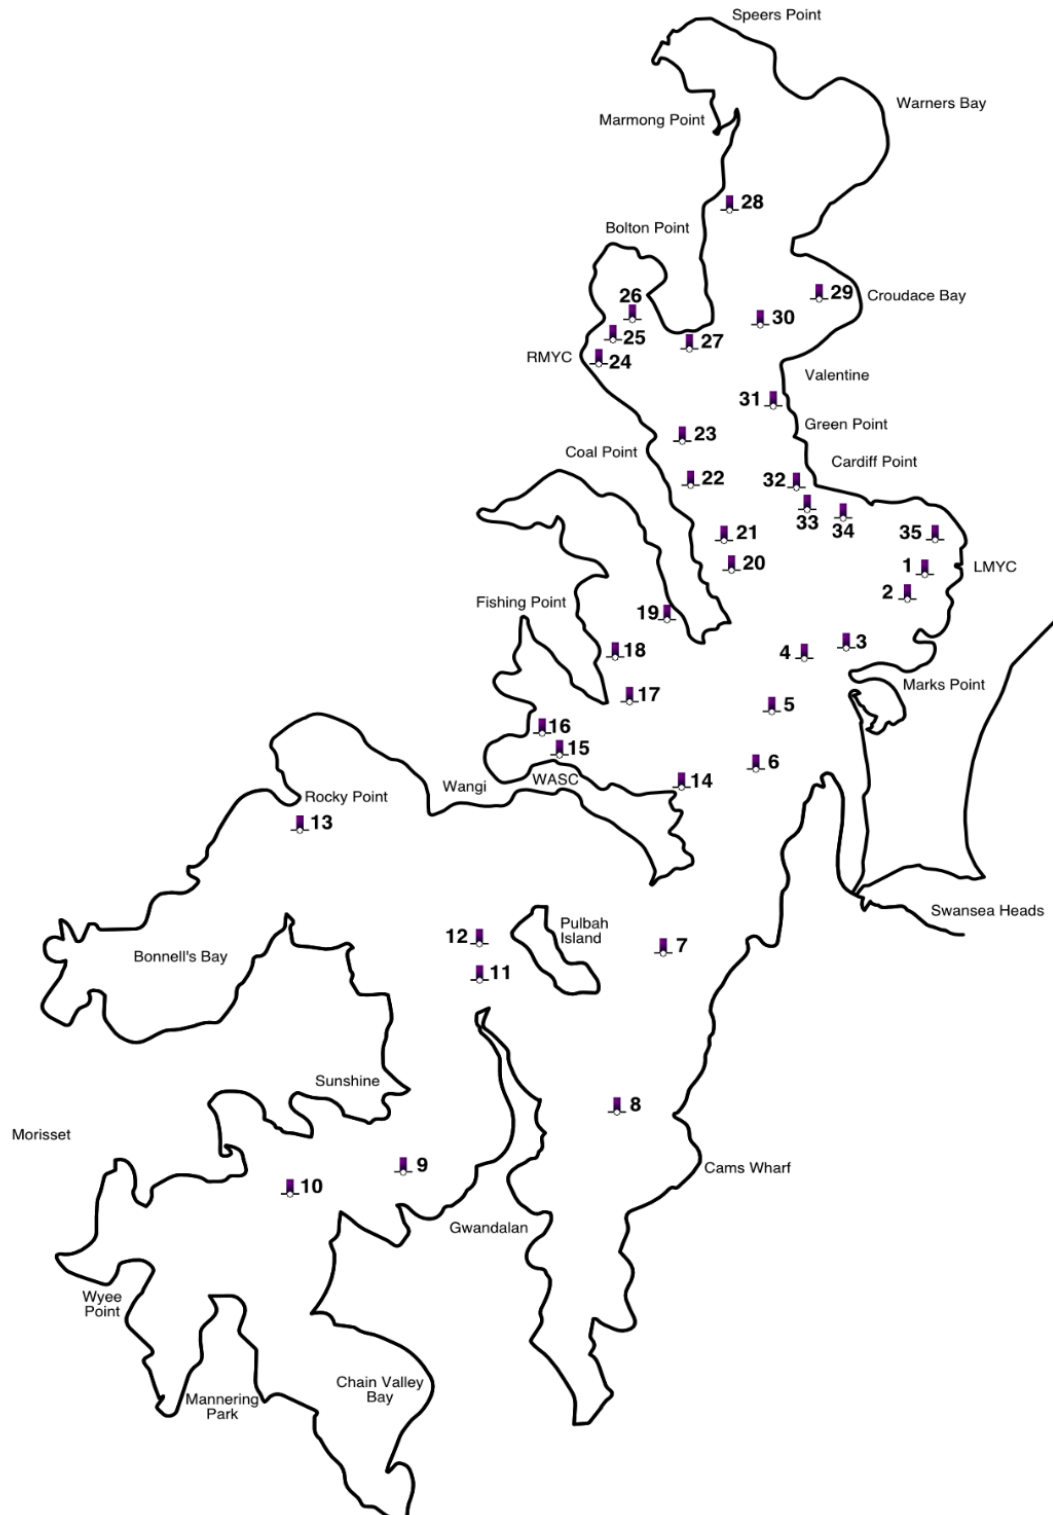 Speers Point
Warners Bay
Marmong Point
28
Bolton Point
29
Croudace Bay
26
30
25
27
RMYC
24
Valentine
31
Green Point
23
Coal Point
Cardiff Point
22
32
33
34
21
35
20
1
LMYC
2
Fishing Point
19
18
3
4
Marks Point
17
5
16
15
6
14
WASC
Wangi
Rocky Point
13
Swansea Heads
Pulbah
Island
12
7
Bonnell's Bay
11
Sunshine
8
Morisset
9
Cams Wharf
10
Gwandalan
Wyee
Point
Chain Valley
Bay
Mannering
Park